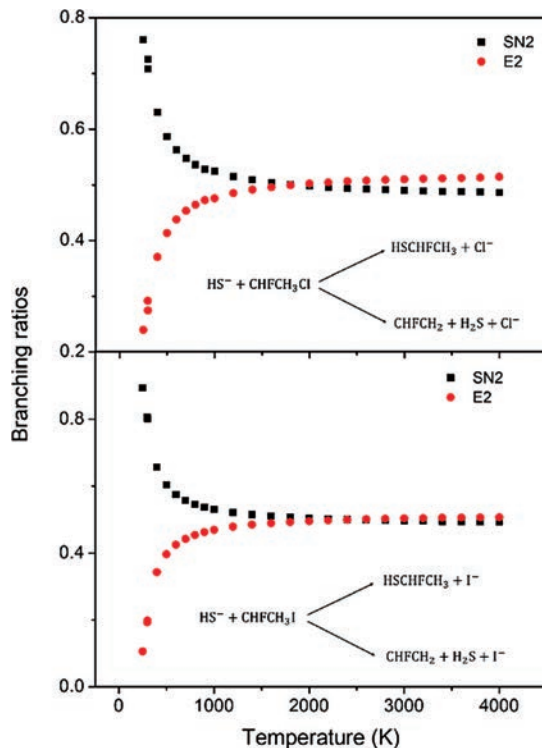 0.8
SN2
E2
0.6
0.4
HSCHFCH₃ + Cl⁻
HS⁻ + CHFCH₃Cl
CHFCH₂ + H₂S + Cl⁻
0.2
Branching ratios
SN2
E2
0.8
0.4
HSCHFCH₃ + I⁻
HS⁻ + CHFCH₃I
CHFCH₂ + H₂S + I⁻
0.0
0 1000 2000 3000 4000
Temperature (K)